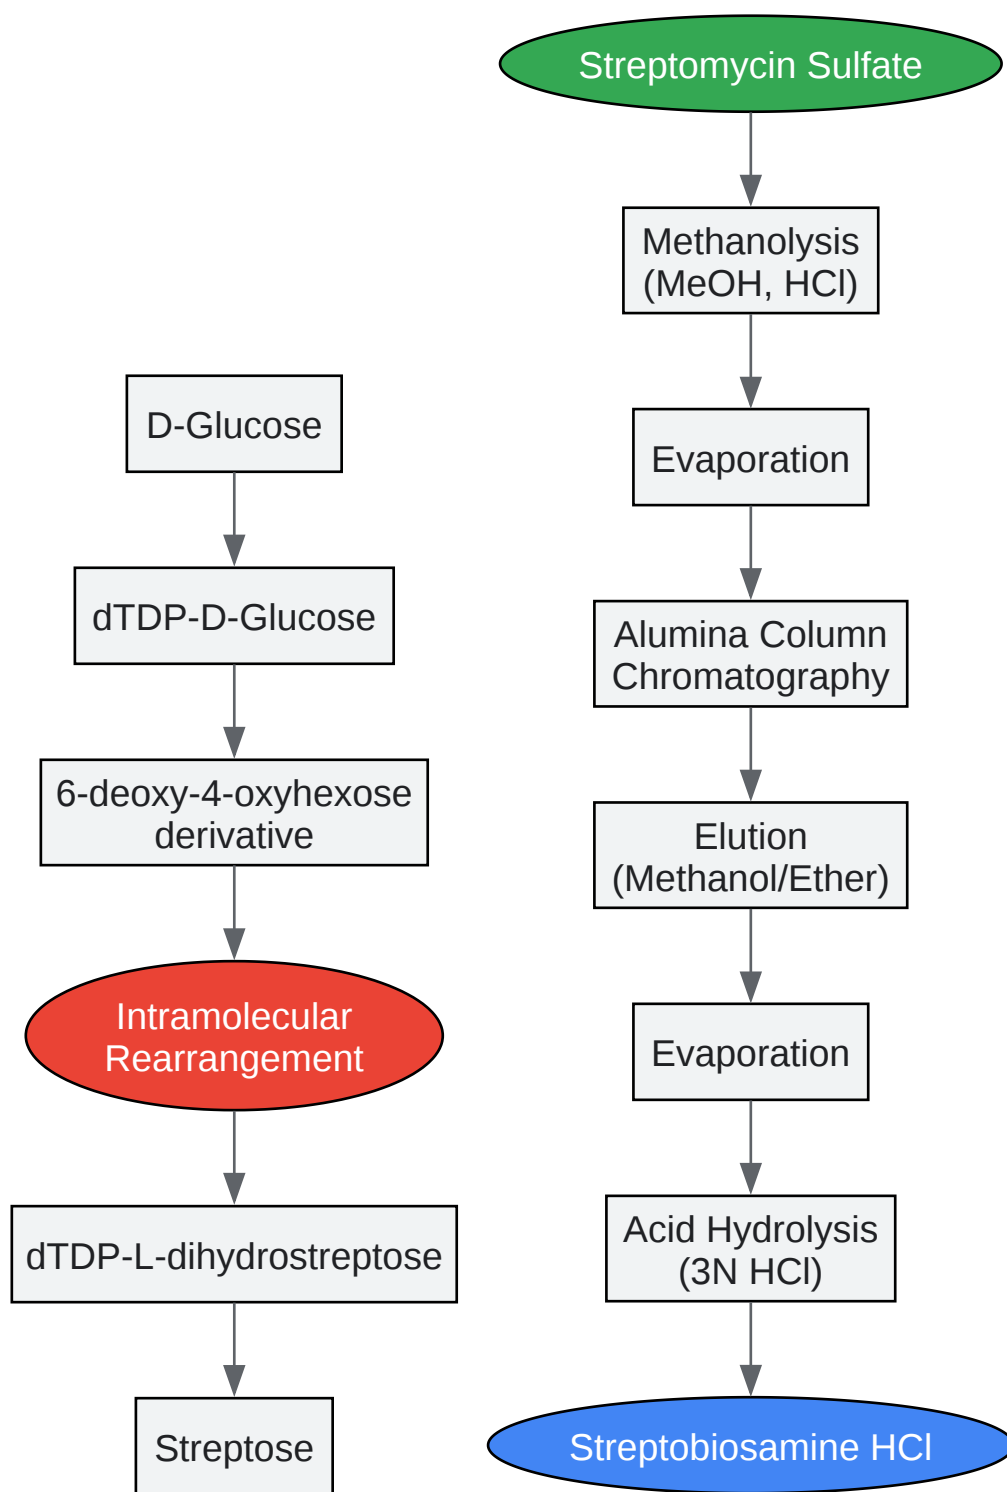 D-Glucose
dTDP-D-Glucose
6-deoxy-4-oxyhexose
derivative
Intramolecular
Rearrangement
dTDP-L-dihydrostreptose
Streptose
Streptomycin Sulfate
Methanolysis
(MeOH, HCl)
Evaporation
Alumina Column
Chromatography
Elution
(Methanol/Ether)
Evaporation
Acid Hydrolysis
(3N HCl)
Streptobiosamine HCl